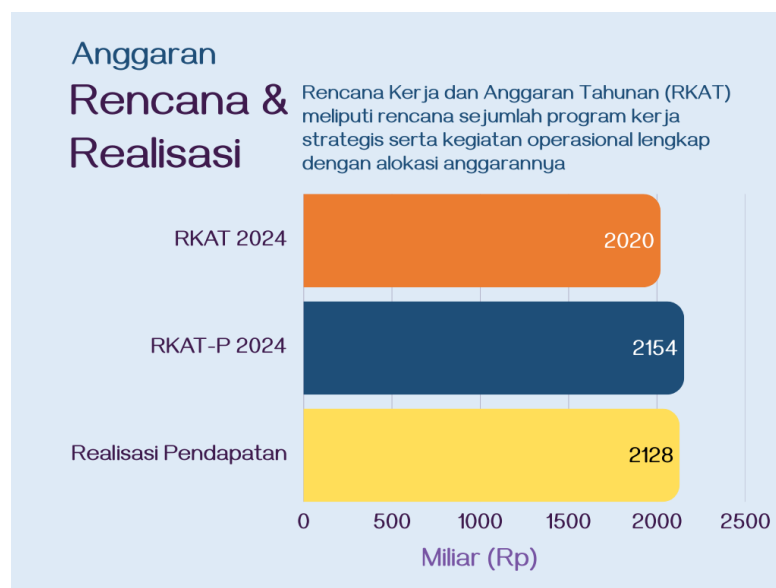 Anggaran
Rencana &
Realisasi
Rencana Kerja dan Anggaran Tahunan (RKAT)
meliputi rencana sejumlah program kerja
strategis serta kegiatan operasional lengkap
dengan alokasi anggarannya
RKAT 2024
2020
RKAT-P 2024
2154
Realisasi Pendapatan
2128
0 500 1000 1500 2000 2500
Miliar (Rp)